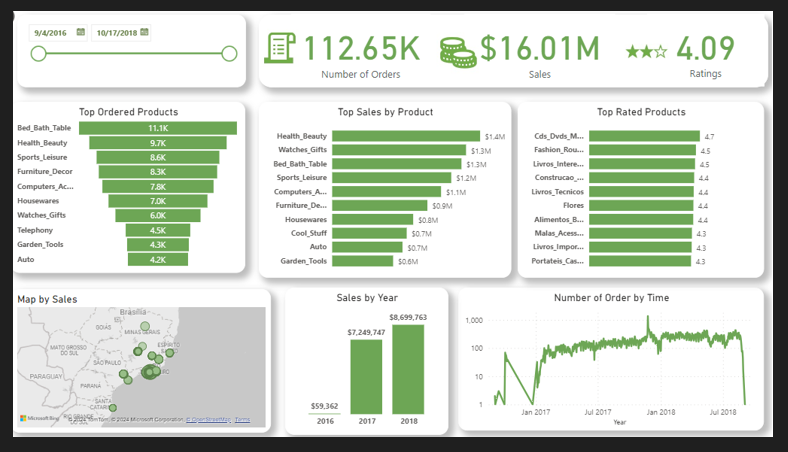 9/4/2016
10/17/2018
112.65K
Number of Orders
$16.01M
Sales
4.09
Ratings
Top Ordered Products
Bed_Bath_Table 11.1K
Health_Beauty 9.7K
Sports_Leisure 8.6K
Furniture_Decor 8.3K
Computers_Ac... 7.8K
Housewares 7.0K
Watches_Gifts 6.0K
Telephony 4.5K
Garden_Tools 4.3K
Auto 4.2K
Top Sales by Product
Health_Beauty $1.4M
Watches_Gifts $1.3M
Bed_Bath_Table $1.3M
Sports_Leisure $1.2M
Computers_A... $1.1M
Furniture_De... $0.9M
Housewares $0.8M
Cool_Stuff $0.7M
Auto $0.7M
Garden_Tools $0.6M
Top Rated Products
Cds_Dvds_M... 4.7
Fashion_Rou... 4.5
Livros_Intere... 4.5
Construcao_... 4.4
Livros_Tecnicos 4.4
Flores 4.4
Alimentos_B... 4.4
Malas_Acess... 4.3
Livros_Impor... 4.3
Portateis_Cas... 4.3
Map by Sales
Brasília
GOIÁS
MINAS GERAIS
MATO GROSSO
DO SUL
ESPÍRITO
SÃO PAULO
PARAGUAY
PARANÁ
SANTA
CATARINA
RIO GRANDE
DO SUL
Microsoft Bing
© 2024 TomTom, © 2024 Microsoft Corporation, © OpenStreetMap Terms
Sales by Year
$59,362
$7,249,747
$8,699,763
2016
2017
2018
Number of Order by Time
1,000
100
10
1
Jan 2017
Jul 2017
Jan 2018
Jul 2018
Year